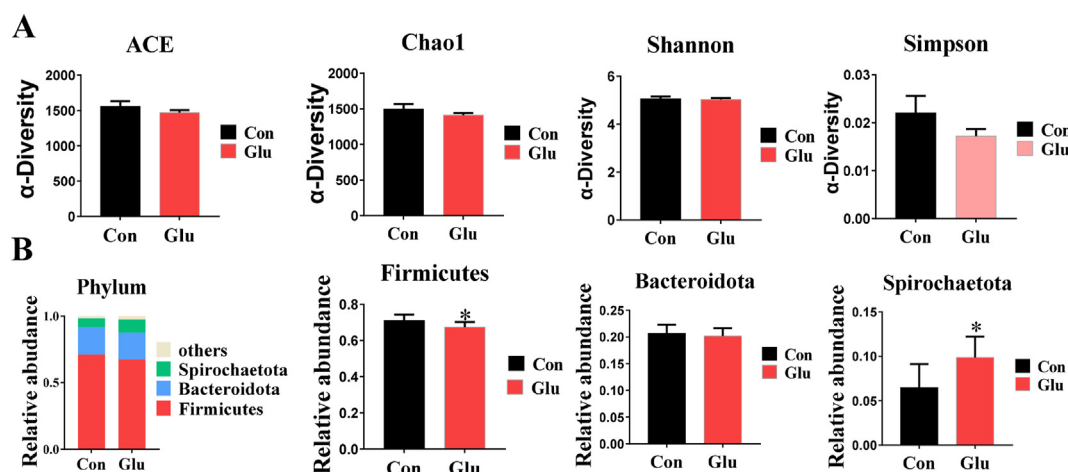 A
ACE
α-Diversity
2000
1500
1000
500
0
Con
Glu
Con
Glu
Chao1
α-Diversity
2000
1500
1000
500
0
Con
Glu
Con
Glu
Shannon
α-Diversity
6
4
2
0
Con
Glu
Con
Glu
Simpson
α-Diversity
0.03
0.02
0.01
0.00
Con
Glu
Con
Glu
B
Phylum
Relative abundance
1.0
0.5
0.0
Con
Glu
others
Spirochaetota
Bacteroidota
Firmicutes
Firmicutes
Relative abundance
0.8
0.6
0.4
0.2
0.0
*
Con
Glu
Con
Glu
Bacteroidota
Relative abundance
0.25
0.20
0.15
0.10
0.05
0.00
Con
Glu
Con
Glu
Spirochaetota
Relative abundance
0.15
0.10
0.05
0.00
*
Con
Glu
Con
Glu